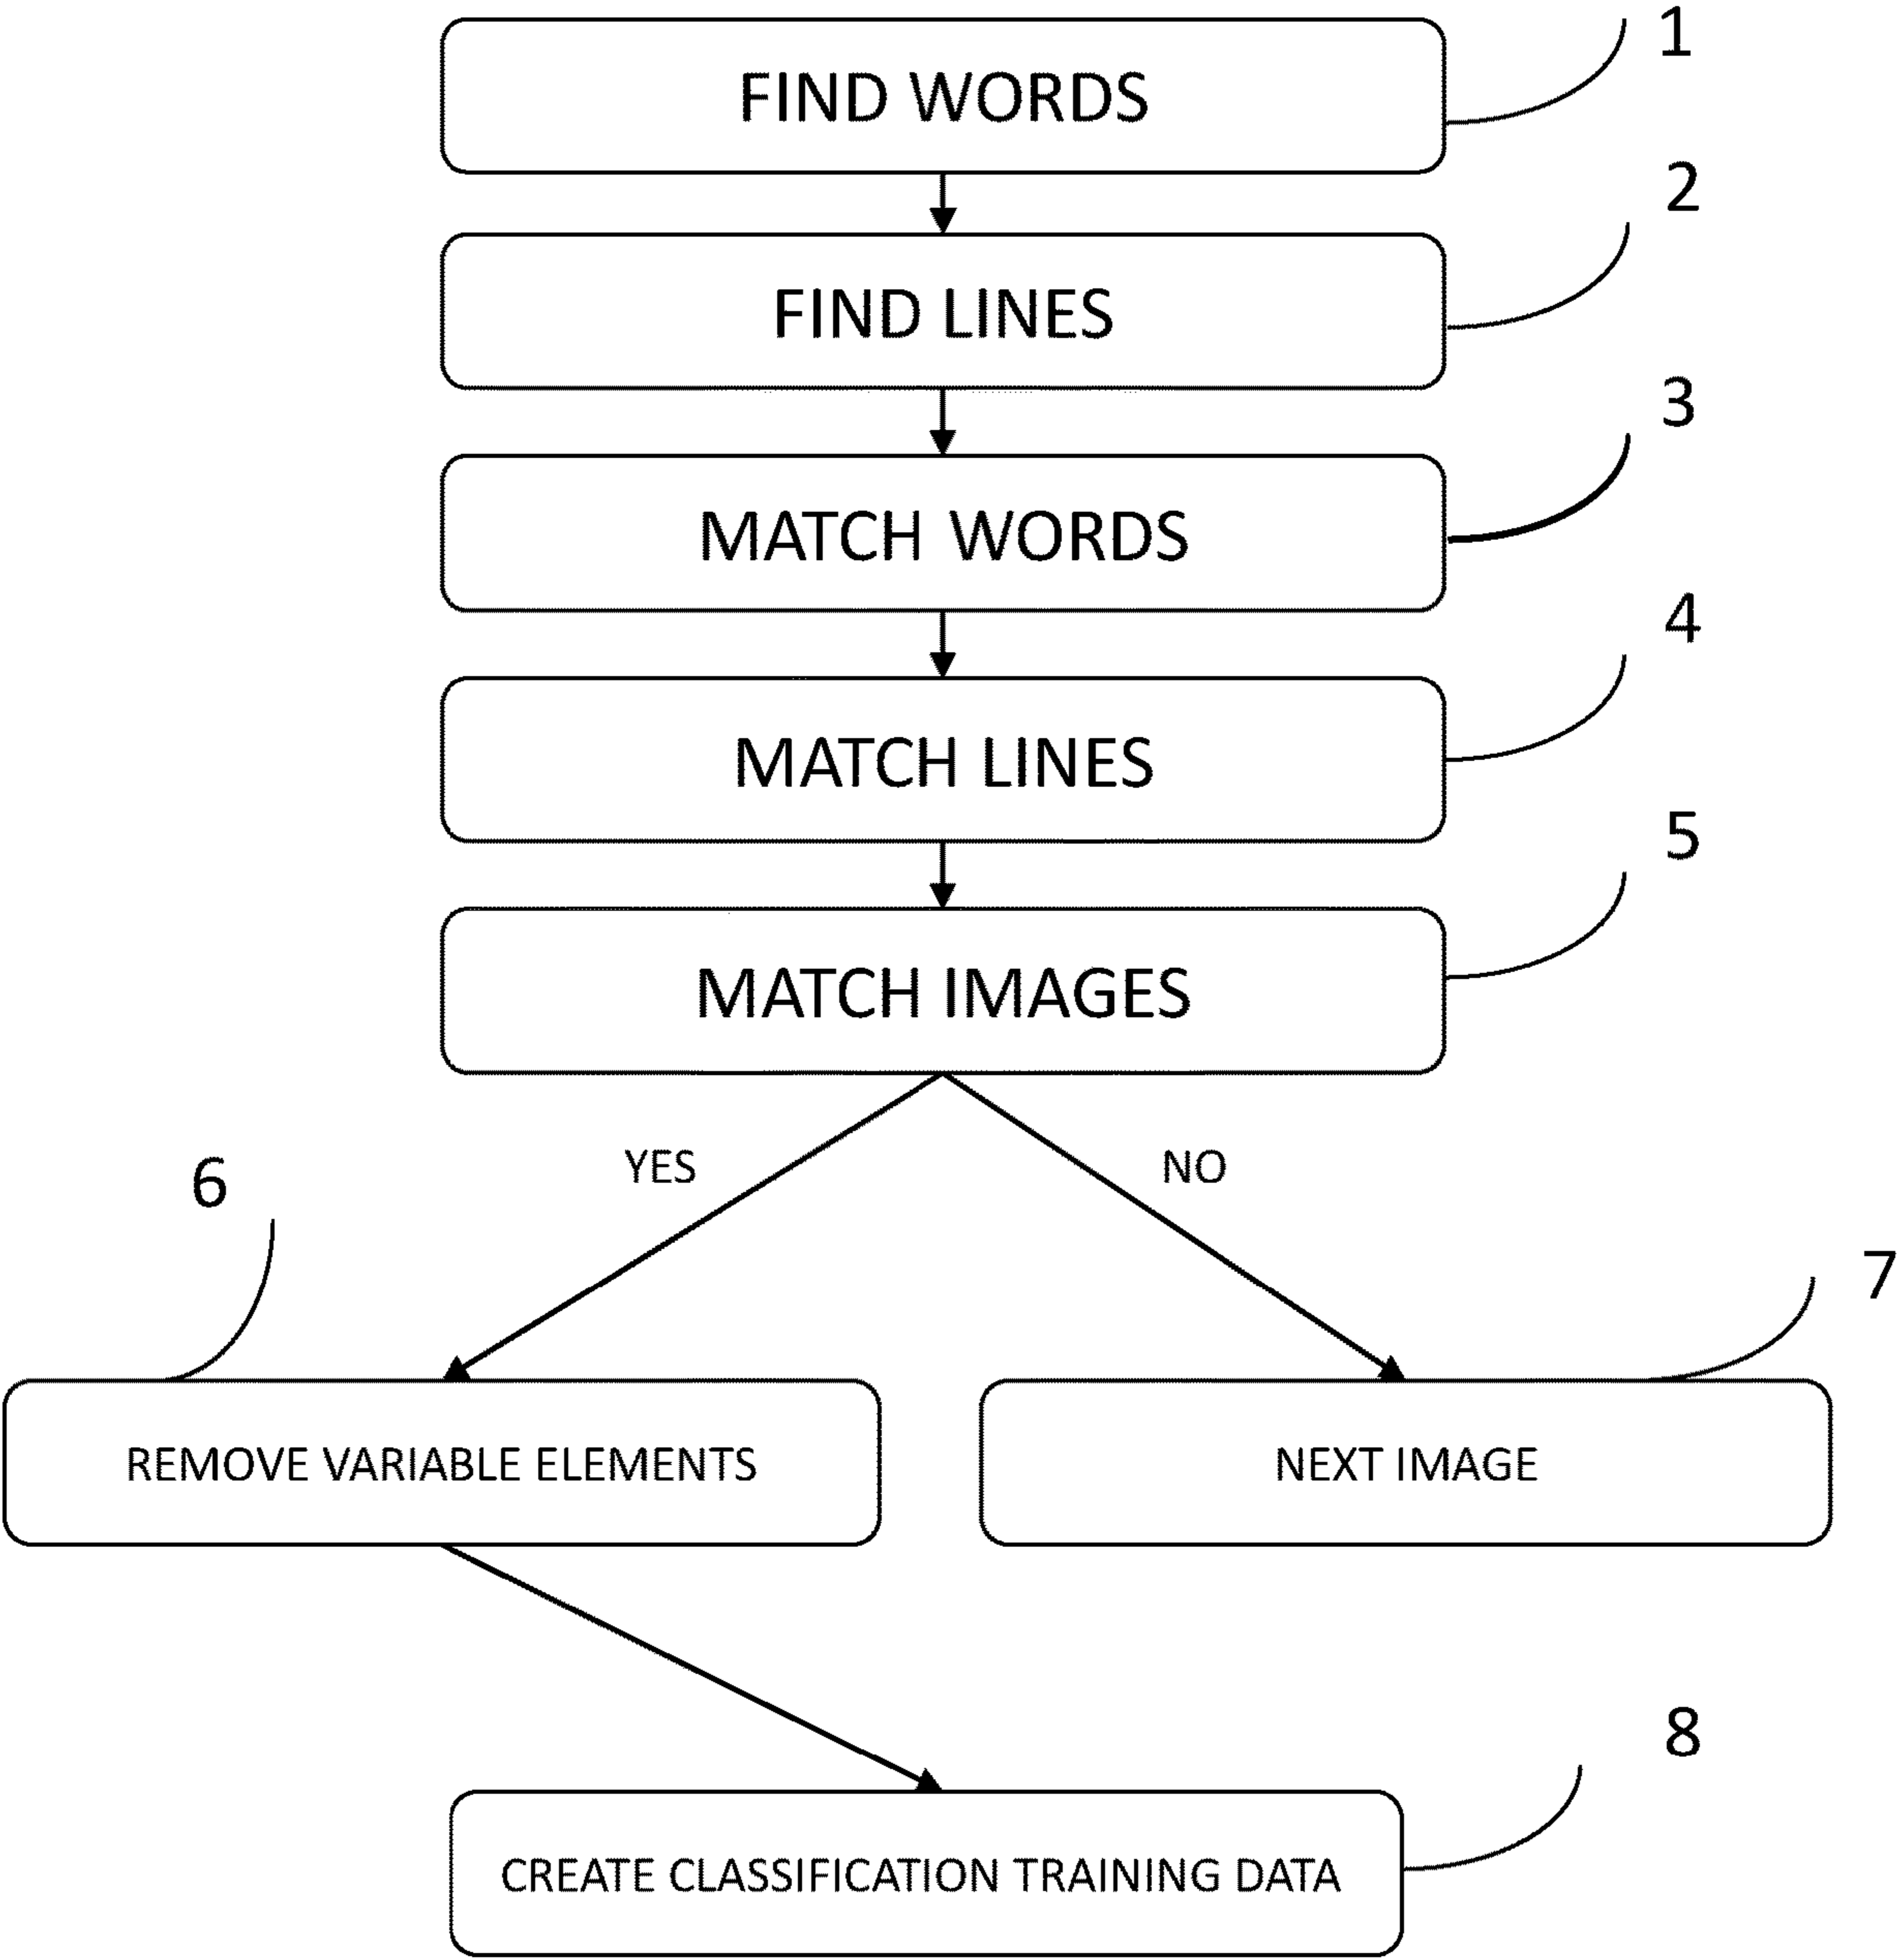 1
FIND WORDS
2
FIND LINES
3
MATCH WORDS
4
MATCH LINES
5
MATCH IMAGES
YES
NO
6
7
REMOVE VARIABLE ELEMENTS
NEXT IMAGE
8
CREATE CLASSIFICATION TRAINING DATA